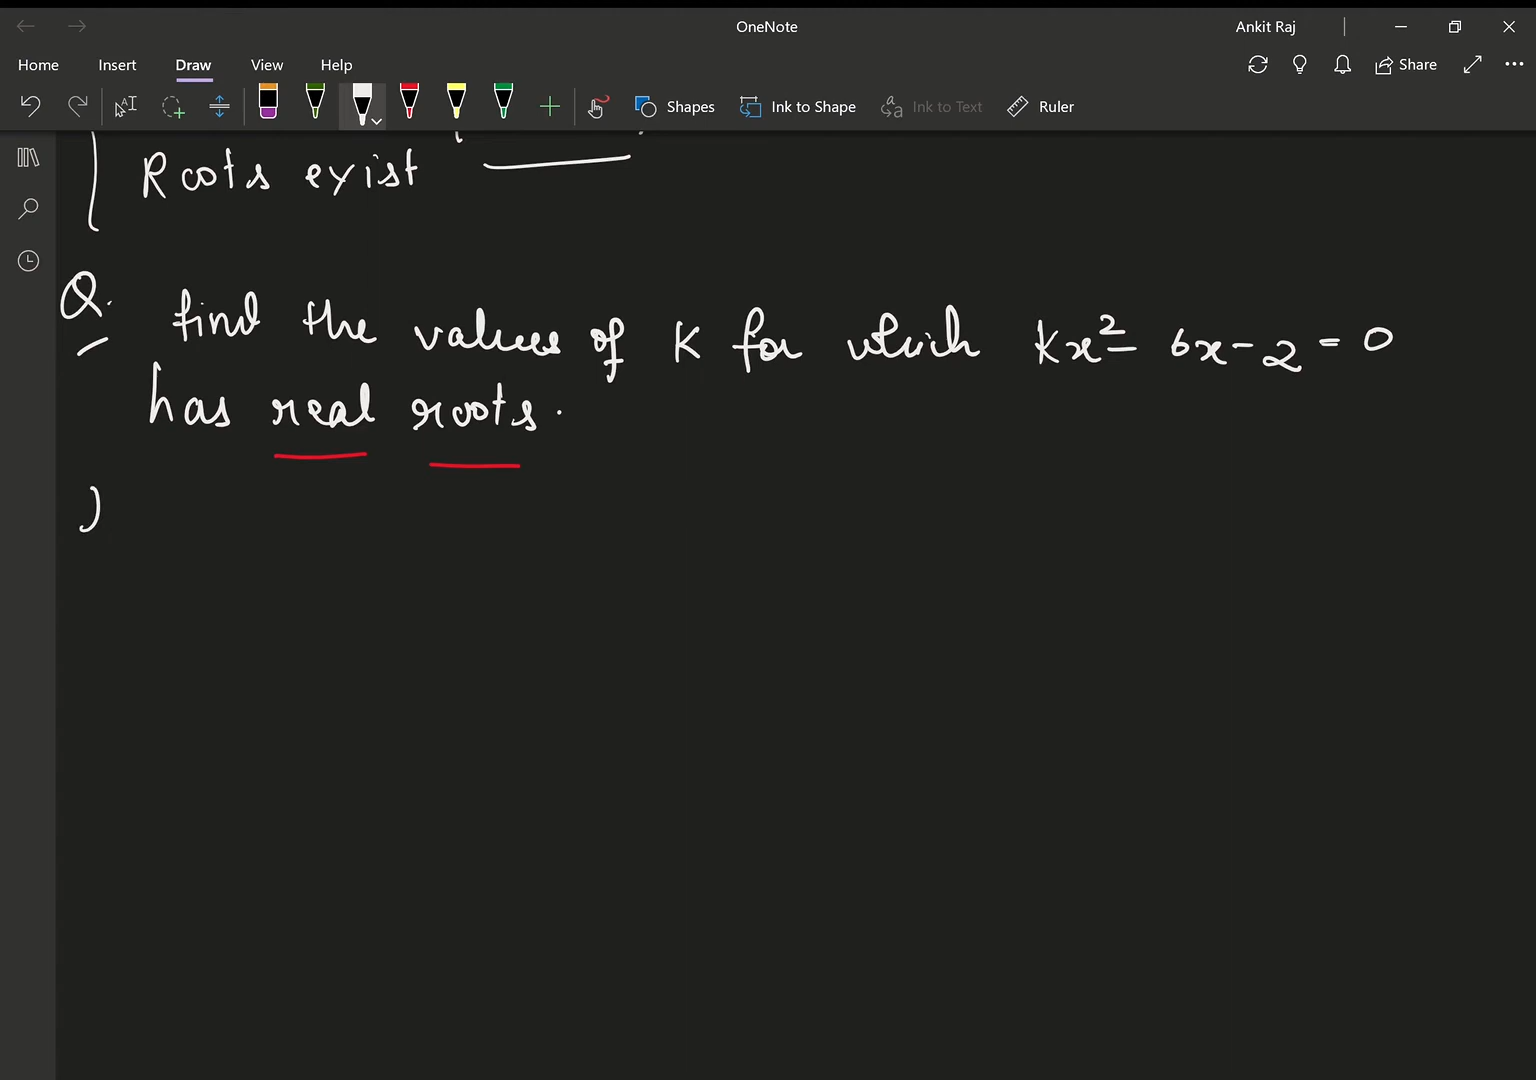 OneNote
Ankit Raj
Home Insert Draw View Help
Share
Shapes Ink to Shape Ink to Text Ruler
Roots exist
Q. find the values of K for which Kx² - 6x - 2 = 0
has real roots.